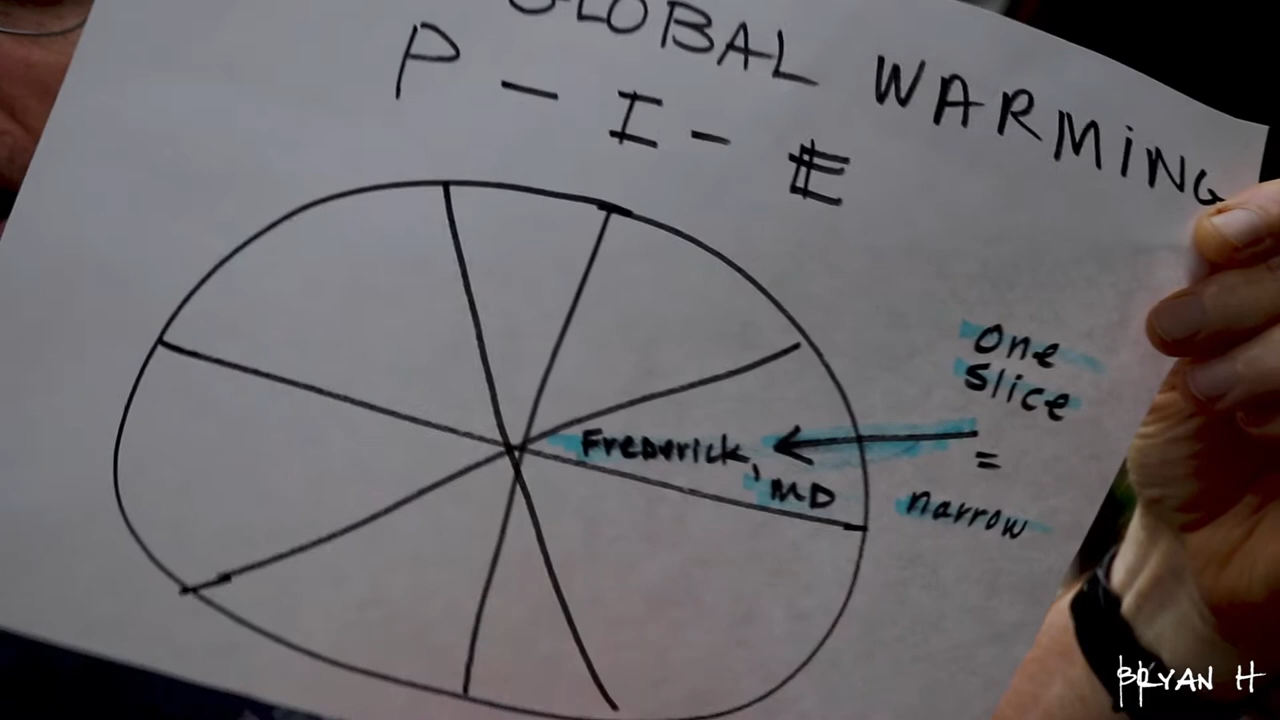 GLOBAL WARMING
P - I - E
One
Slice
=
narrow
Frederick,
MD
BRYAN H